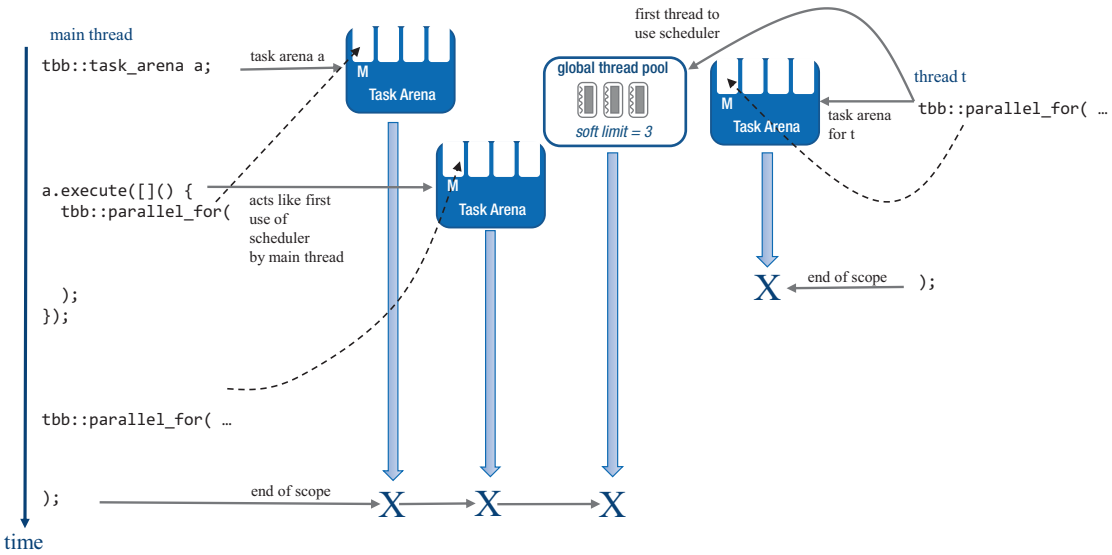 main thread
tbb::task_arena a;
task arena a
M
Task Arena
first thread to
use scheduler
global thread pool
soft limit = 3
M
Task Arena
thread t
tbb::parallel_for( …
task arena
for t
a.execute([]() {
tbb::parallel_for(
acts like first
use of
scheduler
by main thread
M
Task Arena
X
end of scope
);
);
});
tbb::parallel_for( …
);
end of scope
X
X
X
time